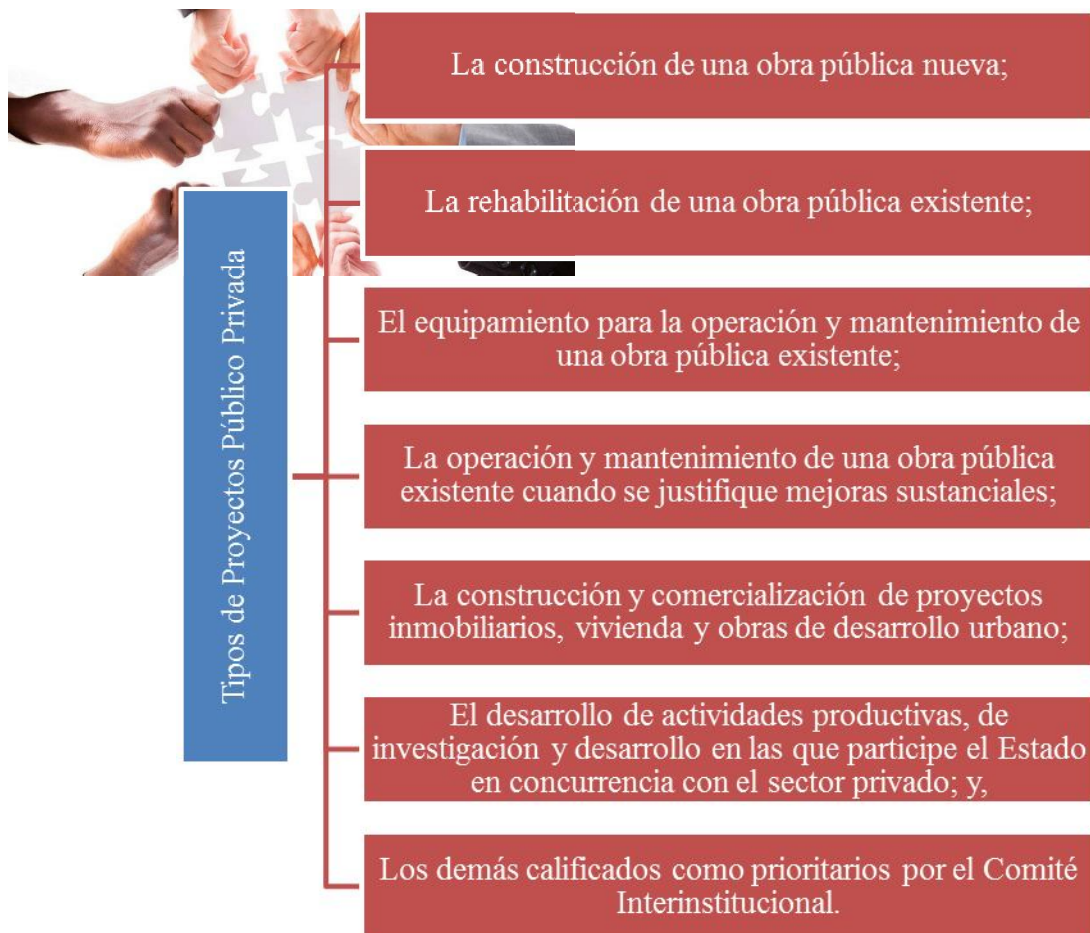 Tipos de Proyectos Público Privada
La construcción de una obra pública nueva;
La rehabilitación de una obra pública existente;
El equipamiento para la operación y mantenimiento de
una obra pública existente;
La operación y mantenimiento de una obra pública
existente cuando se justifique mejoras sustanciales;
La construcción y comercialización de proyectos
inmobiliarios, vivienda y obras de desarrollo urbano;
El desarrollo de actividades productivas, de
investigación y desarrollo en las que participe el Estado
en concurrencia con el sector privado; y,
Los demás calificados como prioritarios por el Comité
Interinstitucional.